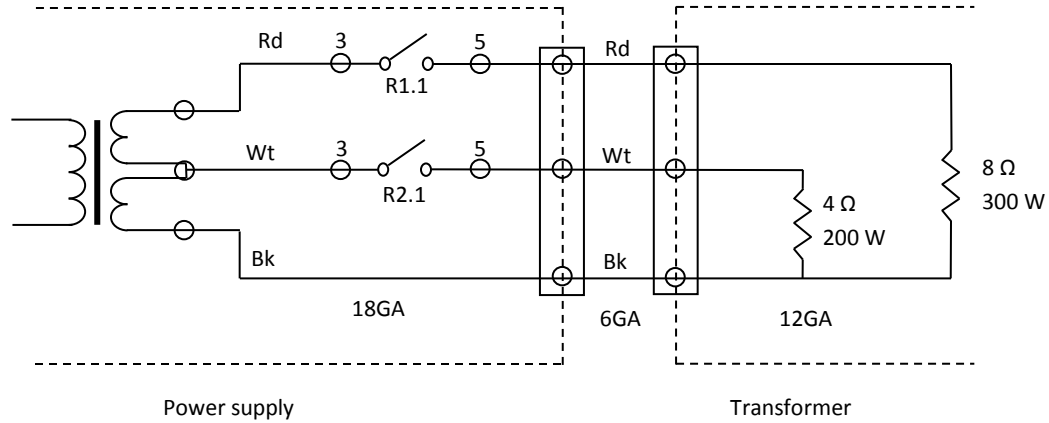 Rd
3
5
R1.1
Rd
Wt
3
5
R2.1
Wt
8 Ω
300 W
4 Ω
200 W
Bk
Bk
18GA
6GA
12GA
Power supply
Transformer